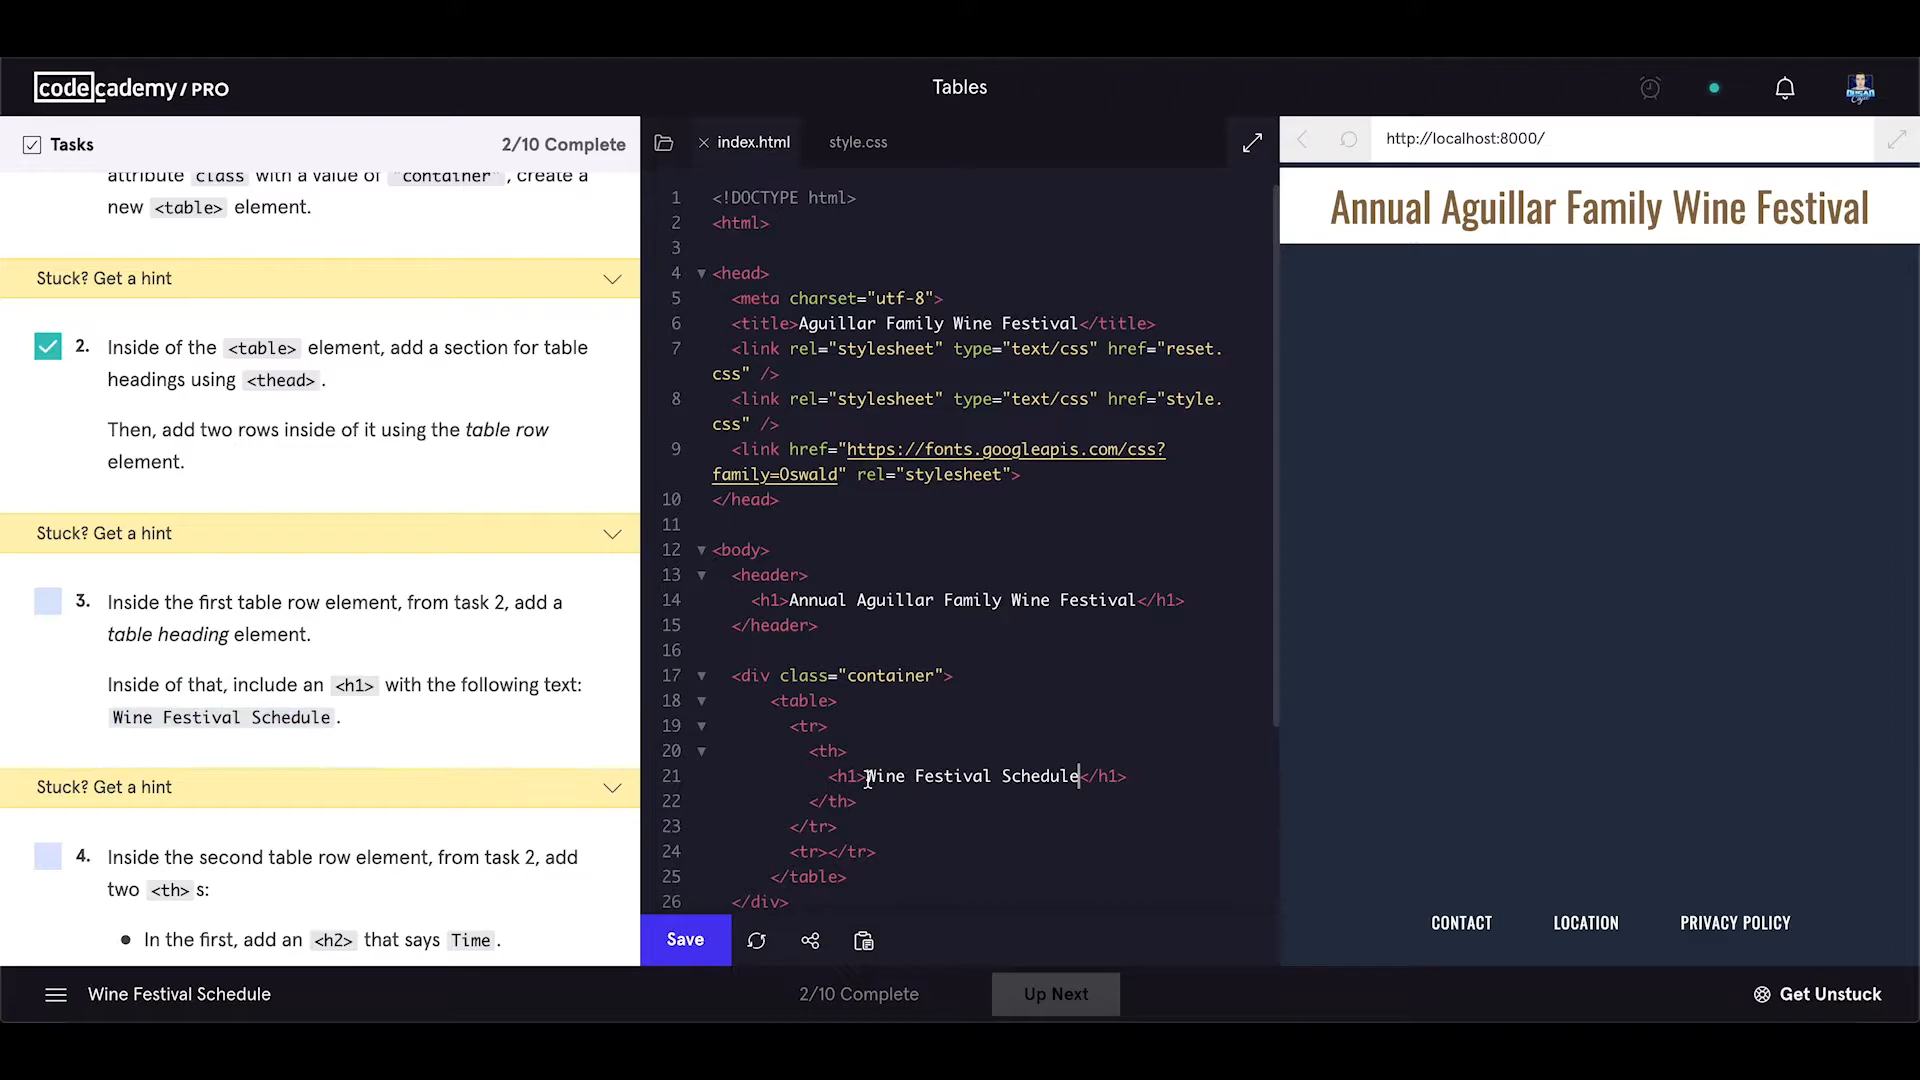 codecademy/PRO
Tables
DUSAN
Tasks
2/10 Complete
attribute class with a value of "container", create a
new <table> element.
Stuck? Get a hint
2. Inside of the <table> element, add a section for table
headings using <thead>.
Then, add two rows inside of it using the table row
element.
Stuck? Get a hint
3. Inside the first table row element, from task 2, add a
table heading element.
Inside of that, include an <h1> with the following text:
Wine Festival Schedule.
Stuck? Get a hint
4. Inside the second table row element, from task 2, add
two <th>s:
• In the first, add an <h2> that says Time.
index.html
style.css
1 <!DOCTYPE html>
2 <html>
3
4 <head>
5 <meta charset="utf-8">
6 <title>Aguillar Family Wine Festival</title>
7 <link rel="stylesheet" type="text/css" href="reset.
css" />
8 <link rel="stylesheet" type="text/css" href="style.
css" />
9 <link href="https://fonts.googleapis.com/css?
family=Oswald" rel="stylesheet">
10 </head>
11
12 <body>
13 <header>
14 <h1>Annual Aguillar Family Wine Festival</h1>
15 </header>
16
17 <div class="container">
18 <table>
19 <tr>
20 <th>
21 <h1>Wine Festival Schedule</h1>
22 </th>
23 </tr>
24 <tr></tr>
25 </table>
26 </div>
Save
http://localhost:8000/
Annual Aguillar Family Wine Festival
CONTACT
LOCATION
PRIVACY POLICY
Wine Festival Schedule
2/10 Complete
Up Next
Get Unstuck